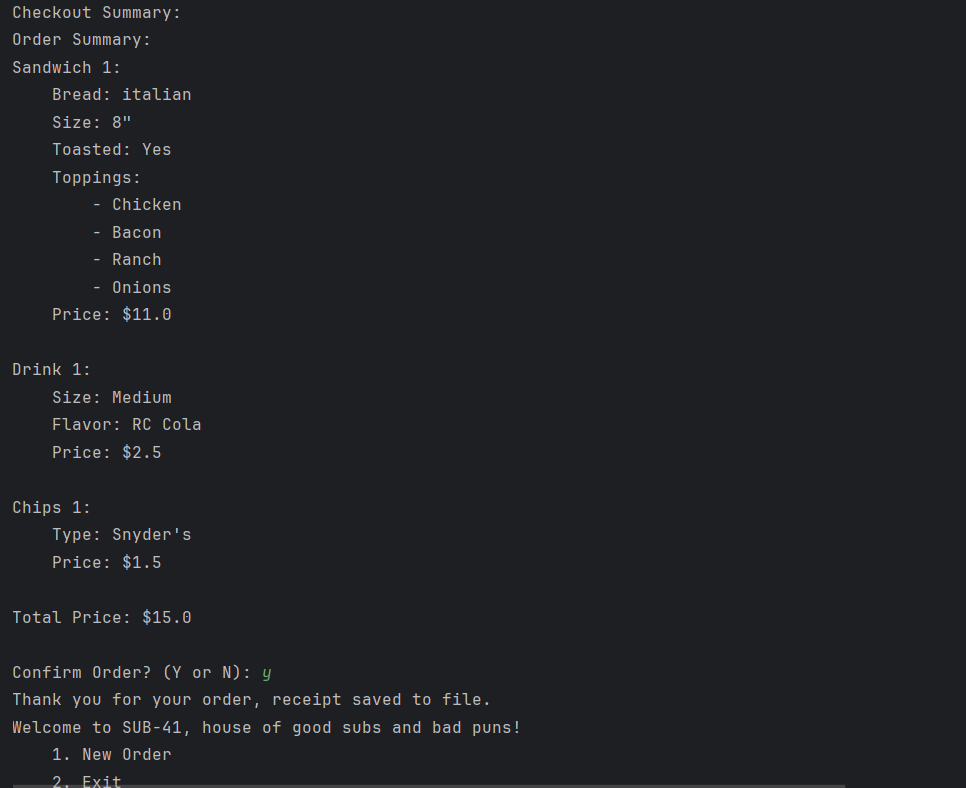 Checkout Summary:
Order Summary:
Sandwich 1:
    Bread: italian
    Size: 8"
    Toasted: Yes
    Toppings:
        - Chicken
        - Bacon
        - Ranch
        - Onions
    Price: $11.0

Drink 1:
    Size: Medium
    Flavor: RC Cola
    Price: $2.5

Chips 1:
    Type: Snyder's
    Price: $1.5

Total Price: $15.0

Confirm Order? (Y or N): y
Thank you for your order, receipt saved to file.
Welcome to SUB-41, house of good subs and bad puns!
    1. New Order
    2. Exit